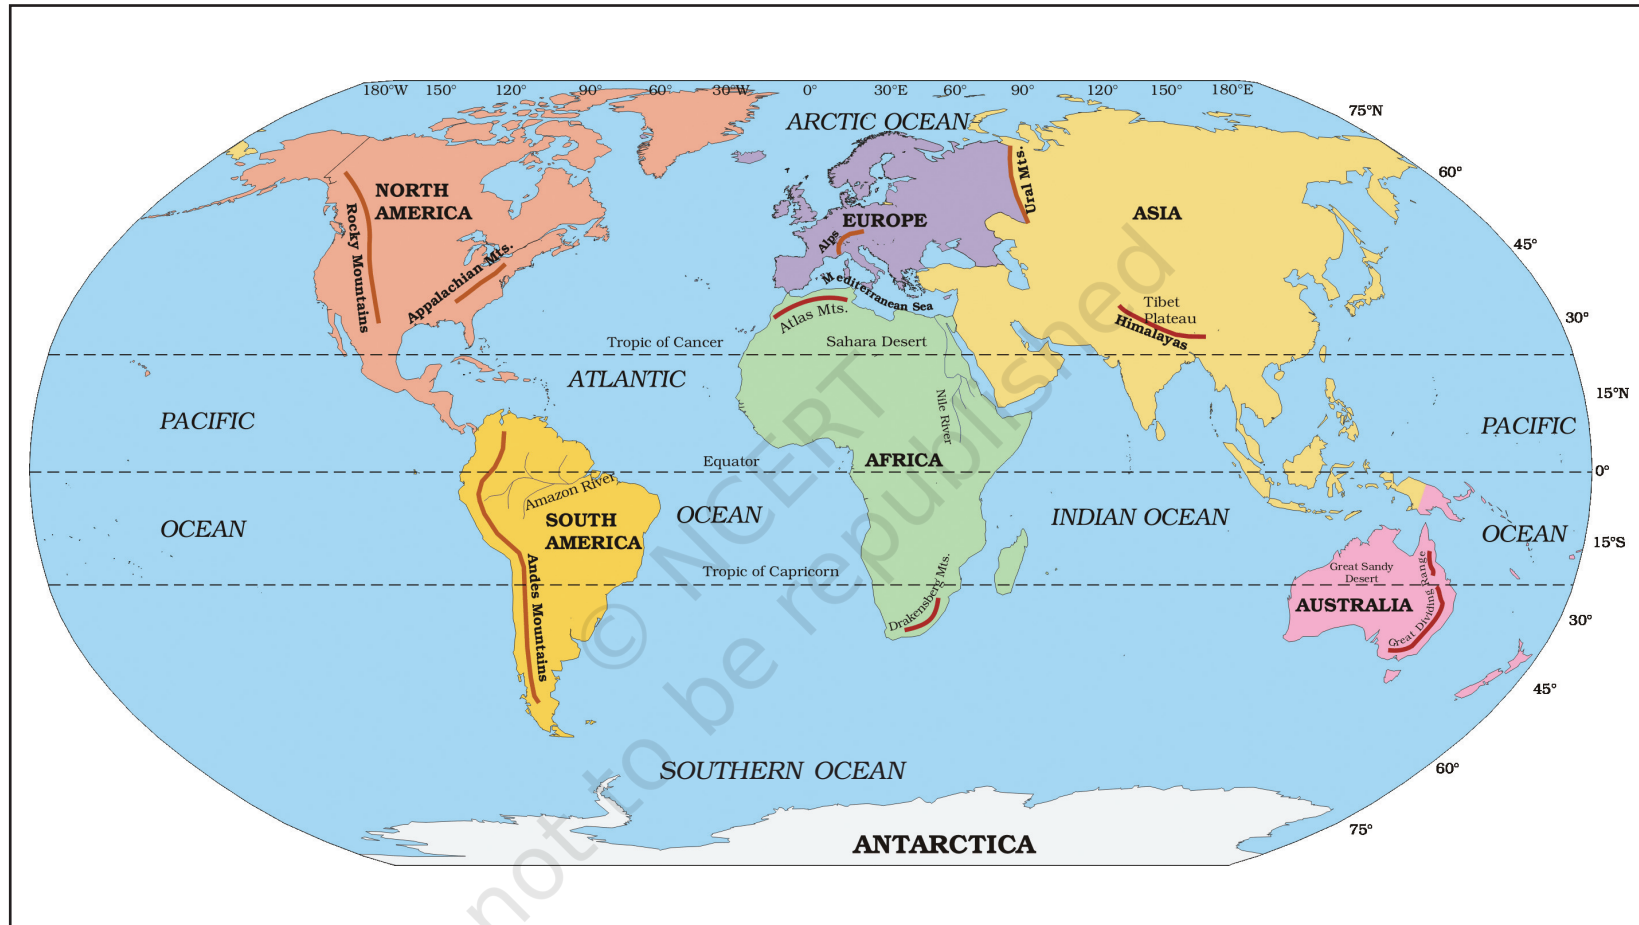 180°W 150° 120° 90° 60° 30°W 0° 30°E 60° 90° 120° 150° 180°E
75°N
ARCTIC OCEAN
60°
Ural Mts.
NORTH
AMERICA
Rocky Mountains
EUROPE
ASIA
Alps
45°
Appalachian Mts.
Mediterranean Sea
Tibet
Plateau
Himalayas
30°
Atlas Mts.
Tropic of Cancer
Sahara Desert
ATLANTIC
15°N
Nile River
PACIFIC
PACIFIC
Equator
AFRICA
0°
Amazon River
SOUTH
AMERICA
OCEAN
INDIAN OCEAN
OCEAN
OCEAN
15°S
Andes Mountains
Tropic of Capricorn
Great Sandy
Desert
Great Dividing Range
AUSTRALIA
Drakensberg Mts.
30°
45°
60°
SOUTHERN OCEAN
75°
ANTARCTICA
© NCERT
not to be republished